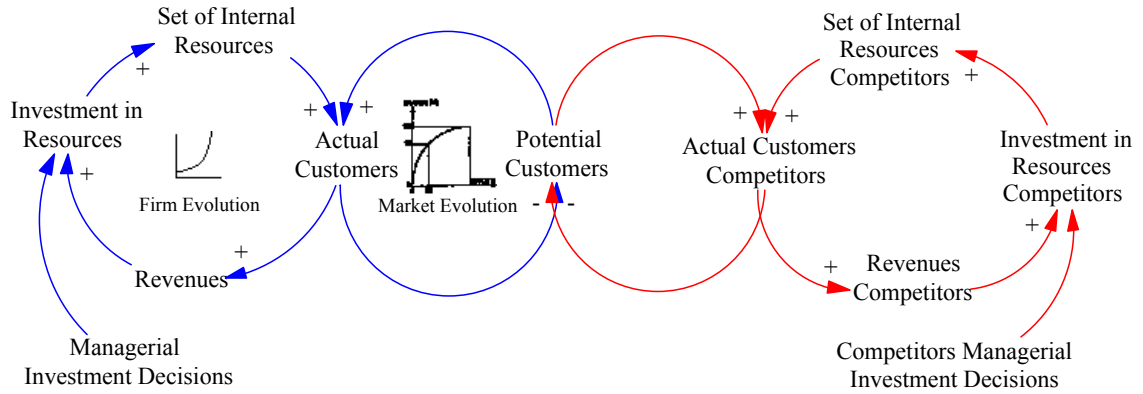 Set of Internal
Resources
+
Investment in
Resources
+
+
+
Actual
Customers
Potential
Customers
Firm Evolution
Market Evolution
+
Revenues
Managerial
Investment Decisions
- -
Set of Internal
Resources
Competitors
+
+
+
Actual Customers
Competitors
Investment in
Resources
Competitors
+
+
Revenues
Competitors
Competitors Managerial
Investment Decisions